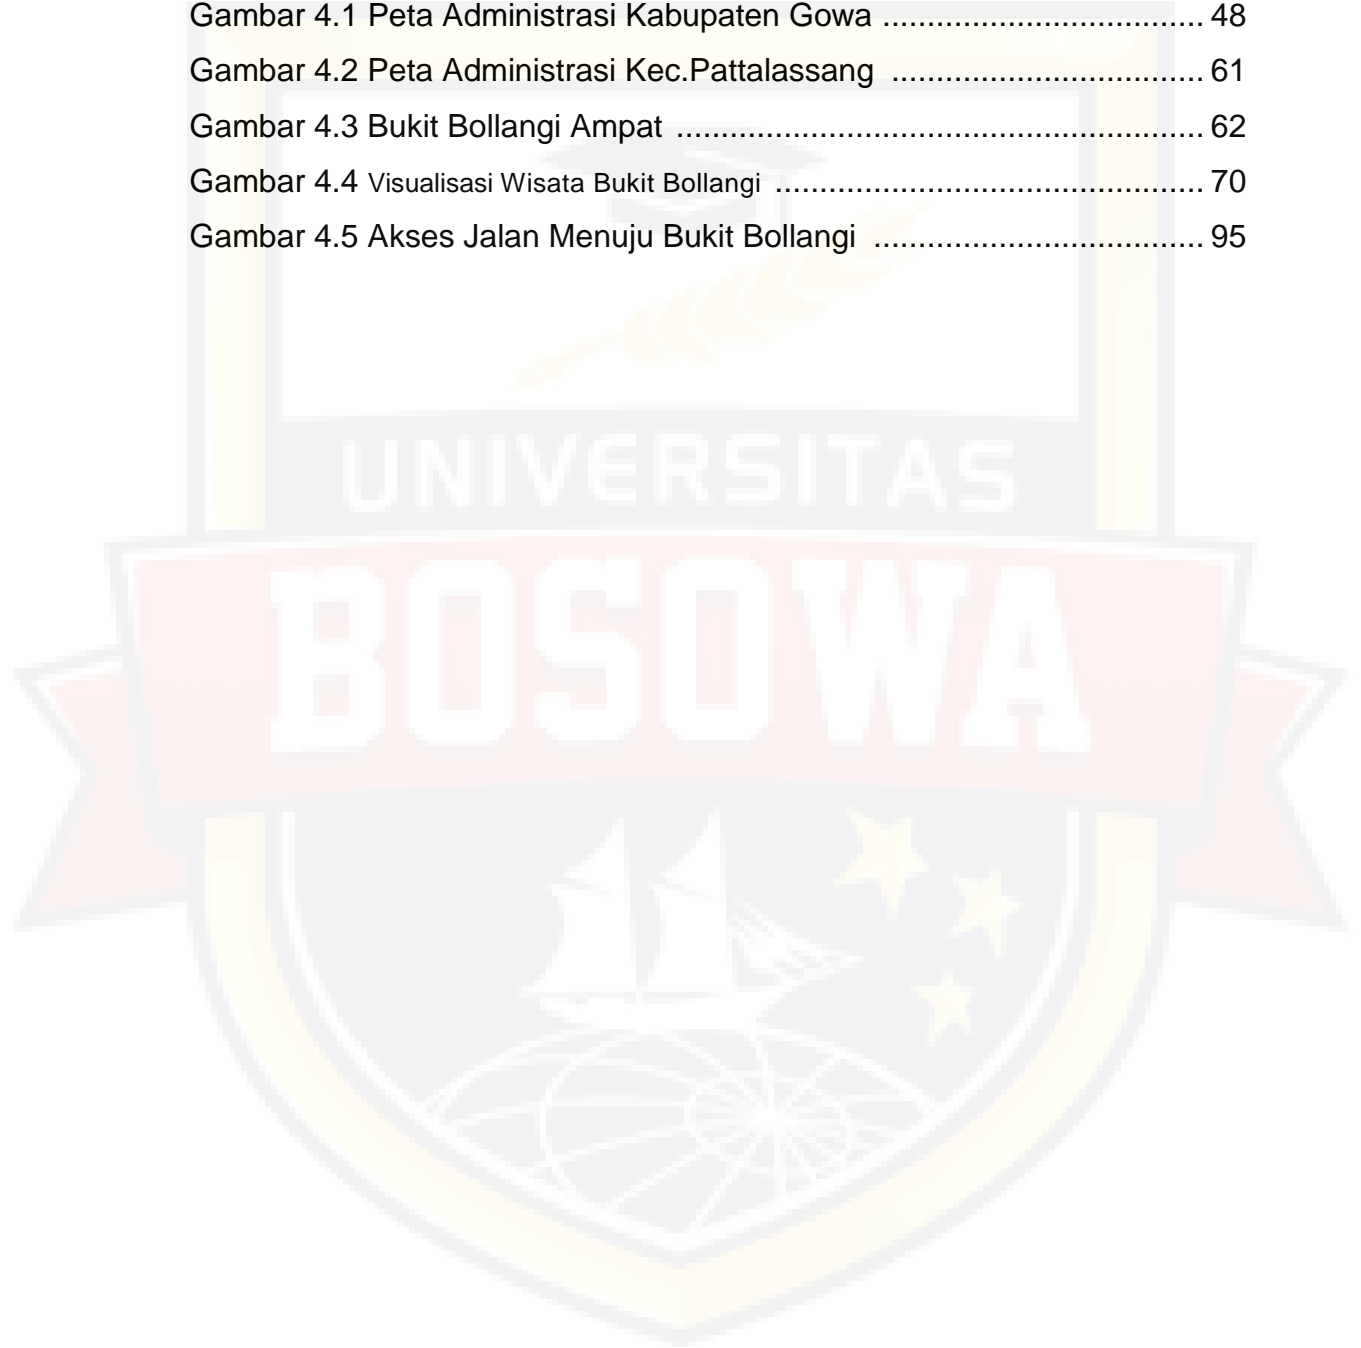 Gambar 4.1 Peta Administrasi Kabupaten Gowa .................................... 48
Gambar 4.2 Peta Administrasi Kec.Pattalassang ................................... 61
Gambar 4.3 Bukit Bollangi Ampat ........................................................... 62
Gambar 4.4 Visualisasi Wisata Bukit Bollangi ................................................ 70
Gambar 4.5 Akses Jalan Menuju Bukit Bollangi ..................................... 95
UNIVERSITAS
BOSOWA